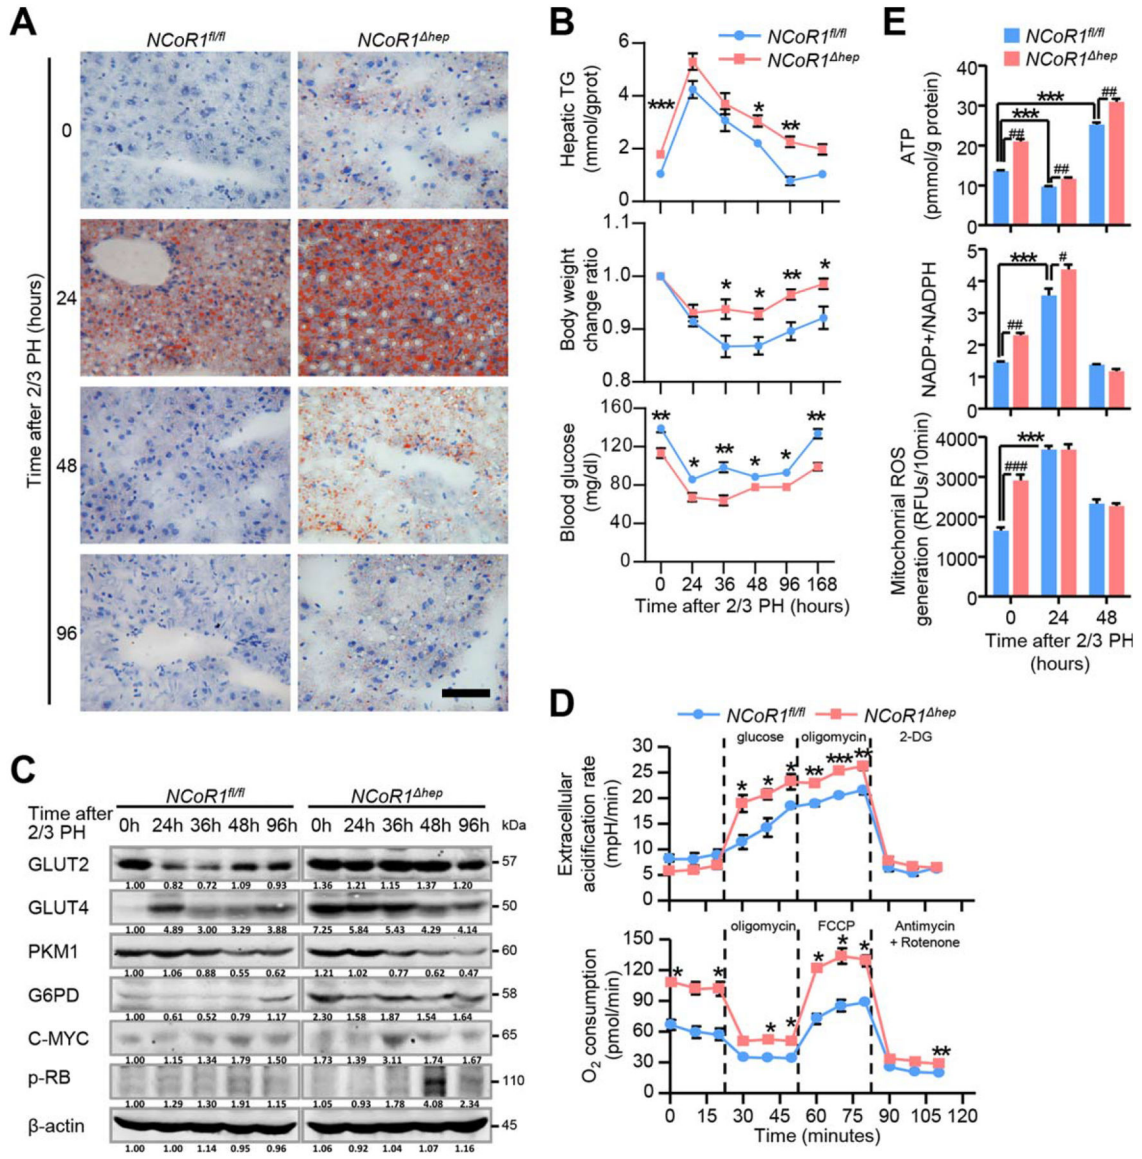 A
NCoR1fl/fl
NCoR1Δhep
Time after 2/3 PH (hours)
0
24
48
96
B
NCoR1fl/fl
NCoR1Δhep
Hepatic TG
(mmol/gprot)
6
4
2
0
***
*
**
Body weight
change ratio
1.1
1.0
0.9
0.8
*
*
**
*
Blood glucose
(mg/dl)
160
120
80
40
0
**
*
**
*
*
**
0 24 36 48 96 168
Time after 2/3 PH (hours)
E
NCoR1fl/fl
NCoR1Δhep
ATP
(pmmol/g protein)
40
30
20
10
0
***
***
##
##
##
NADP+/NADPH
5
4
3
2
1
0
***
##
#
Mitochonrial ROS
generation (RFUs/10min)
4000
3000
2000
1000
0
***
###
0 24 48
Time after 2/3 PH
(hours)
C
NCoR1fl/fl NCoR1Δhep
Time after
2/3 PH
0h 24h 36h 48h 96h 0h 24h 36h 48h 96h kDa
GLUT2 57
1.00 0.82 0.72 1.09 0.93 1.36 1.21 1.15 1.37 1.20
GLUT4 50
1.00 4.89 3.00 3.29 3.88 7.25 5.84 5.43 4.29 4.14
PKM1 60
1.00 1.06 0.88 0.55 0.62 1.21 1.02 0.77 0.62 0.47
G6PD 58
1.00 0.61 0.52 0.79 1.17 2.30 1.58 1.87 1.54 1.64
C-MYC 65
1.00 1.15 1.34 1.79 1.50 1.73 1.39 3.11 1.74 1.67
p-RB 110
1.00 1.29 1.30 1.91 1.15 1.05 0.93 1.78 4.08 2.34
β-actin 45
1.00 1.00 1.14 0.95 0.96 1.06 0.92 1.04 1.07 1.16
D
NCoR1fl/fl NCoR1Δhep
glucose oligomycin 2-DG
Extracellular
acidification rate
(mpH/min)
30
25
20
15
10
5
0
* * * ** *** **
oligomycin FCCP Antimycin
+ Rotenone
O2 consumption
(pmol/min)
150
120
90
60
30
0
* * * * * * * **
0 15 30 45 60 75 90 105 120
Time (minutes)